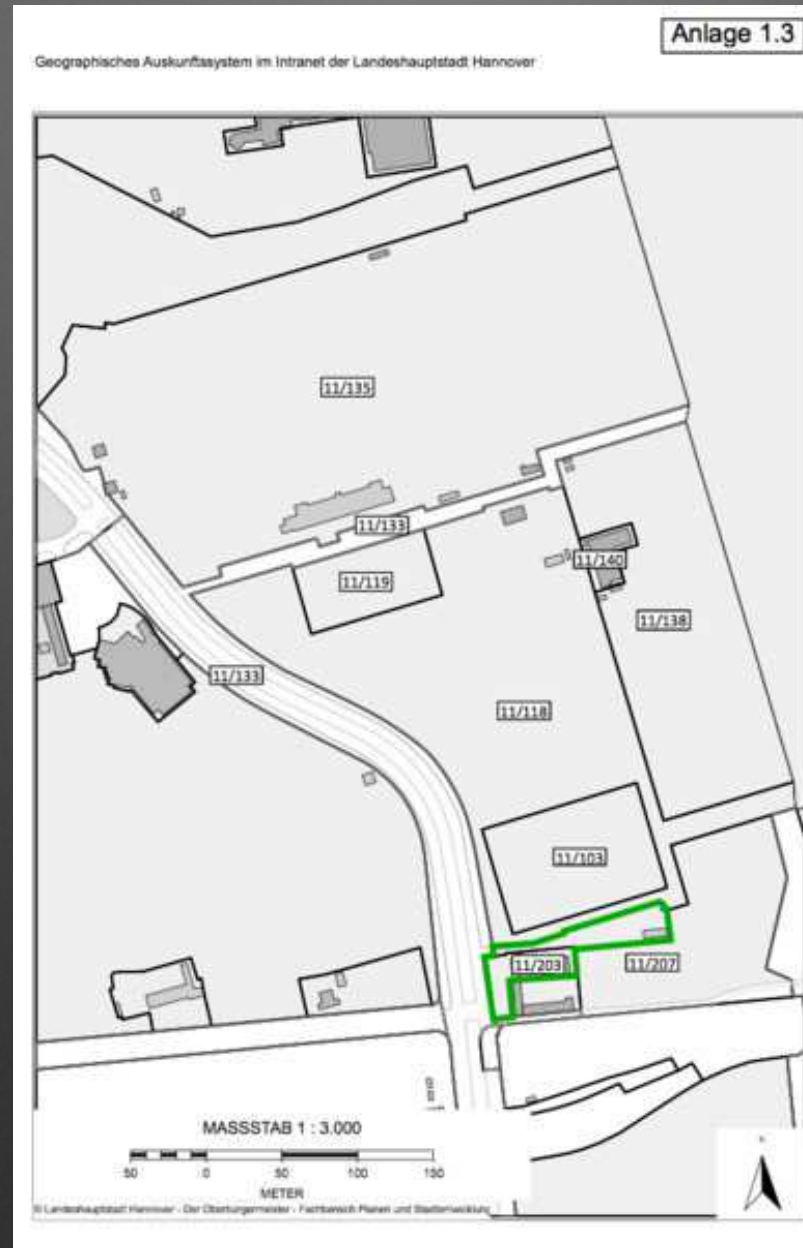 Anlage 1.3
Geographisches Auskunftssystem im Intranet der Landeshauptstadt Hannover
11/135
11/133
11/119
11/140
11/138
11/133
11/118
11/103
11/203
11/207
MASSSTAB 1 : 3.000
50 0 50 100 150
METER
© Landeshauptstadt Hannover - Der Oberbürgermeister - Fachbereich Planen und Stadtentwicklung